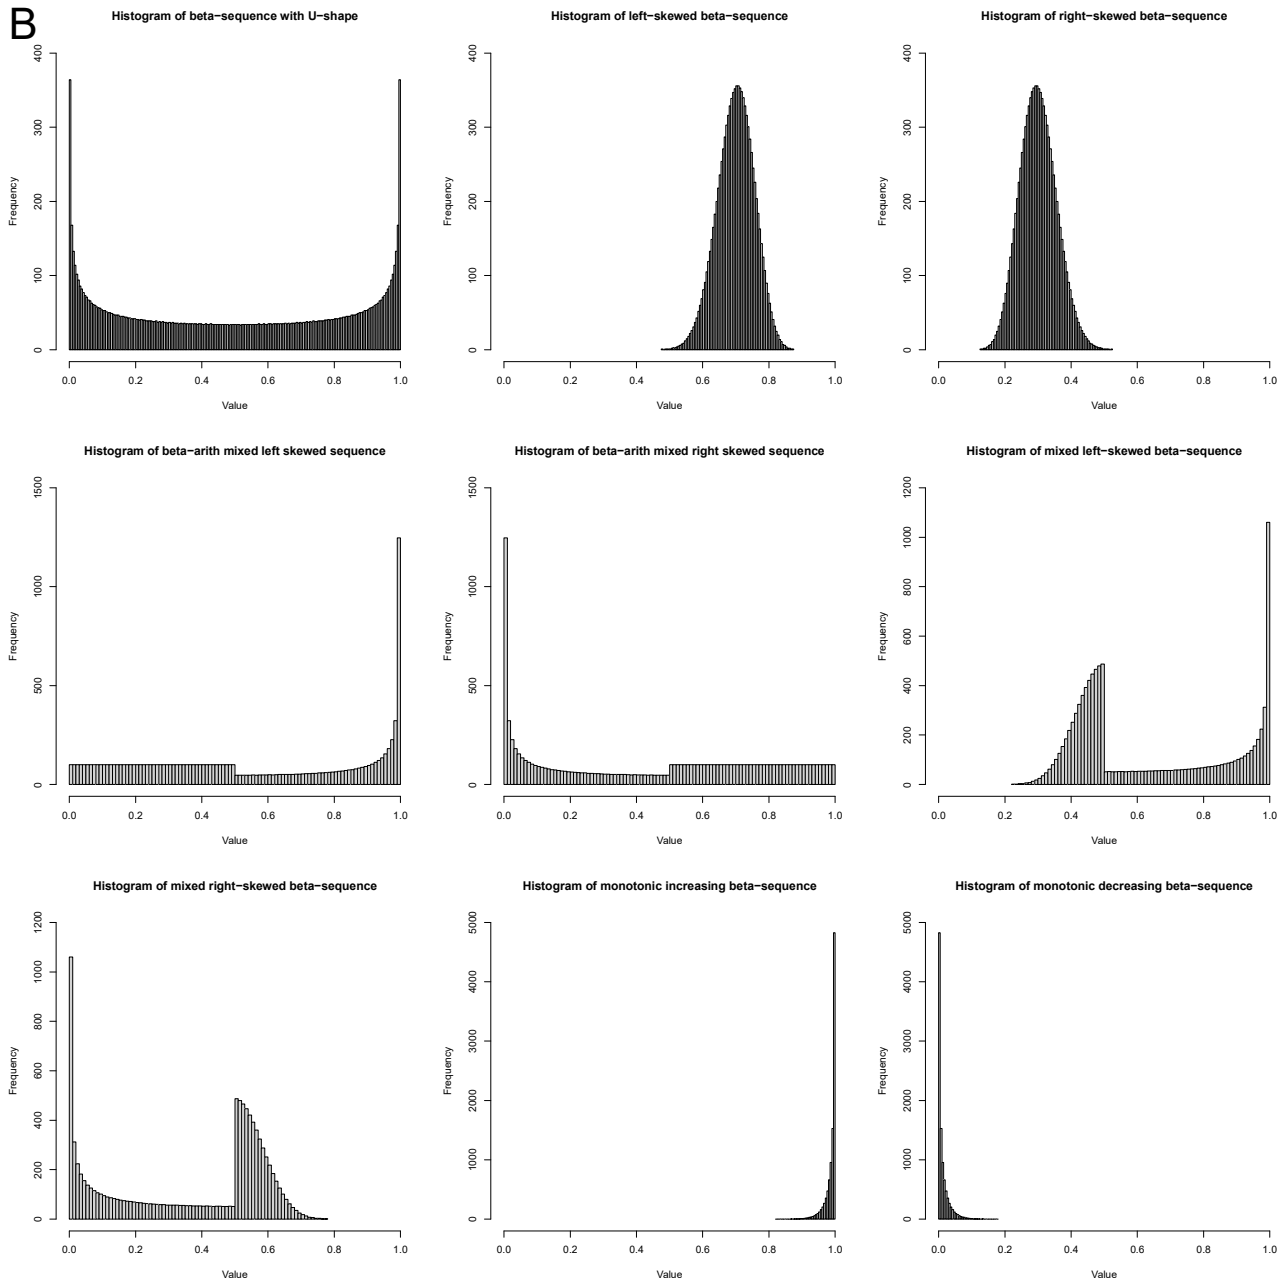 B
Histogram of beta−sequence with U−shape
Frequency
0 100 200 300 400
0.0 0.2 0.4 0.6 0.8 1.0
Value
Histogram of left−skewed beta−sequence
Frequency
0 100 200 300 400
0.0 0.2 0.4 0.6 0.8 1.0
Value
Histogram of right−skewed beta−sequence
Frequency
0 100 200 300 400
0.0 0.2 0.4 0.6 0.8 1.0
Value
Histogram of beta−arith mixed left skewed sequence
Frequency
0 500 1000 1500
0.0 0.2 0.4 0.6 0.8 1.0
Value
Histogram of beta−arith mixed right skewed sequence
Frequency
0 500 1000 1500
0.0 0.2 0.4 0.6 0.8 1.0
Value
Histogram of mixed left−skewed beta−sequence
Frequency
0 200 400 600 800 1000 1200
0.0 0.2 0.4 0.6 0.8 1.0
Value
Histogram of mixed right−skewed beta−sequence
Frequency
0 200 400 600 800 1000 1200
0.0 0.2 0.4 0.6 0.8 1.0
Value
Histogram of monotonic increasing beta−sequence
Frequency
0 1000 2000 3000 4000 5000
0.0 0.2 0.4 0.6 0.8 1.0
Value
Histogram of monotonic decreasing beta−sequence
Frequency
0 1000 2000 3000 4000 5000
0.0 0.2 0.4 0.6 0.8 1.0
Value